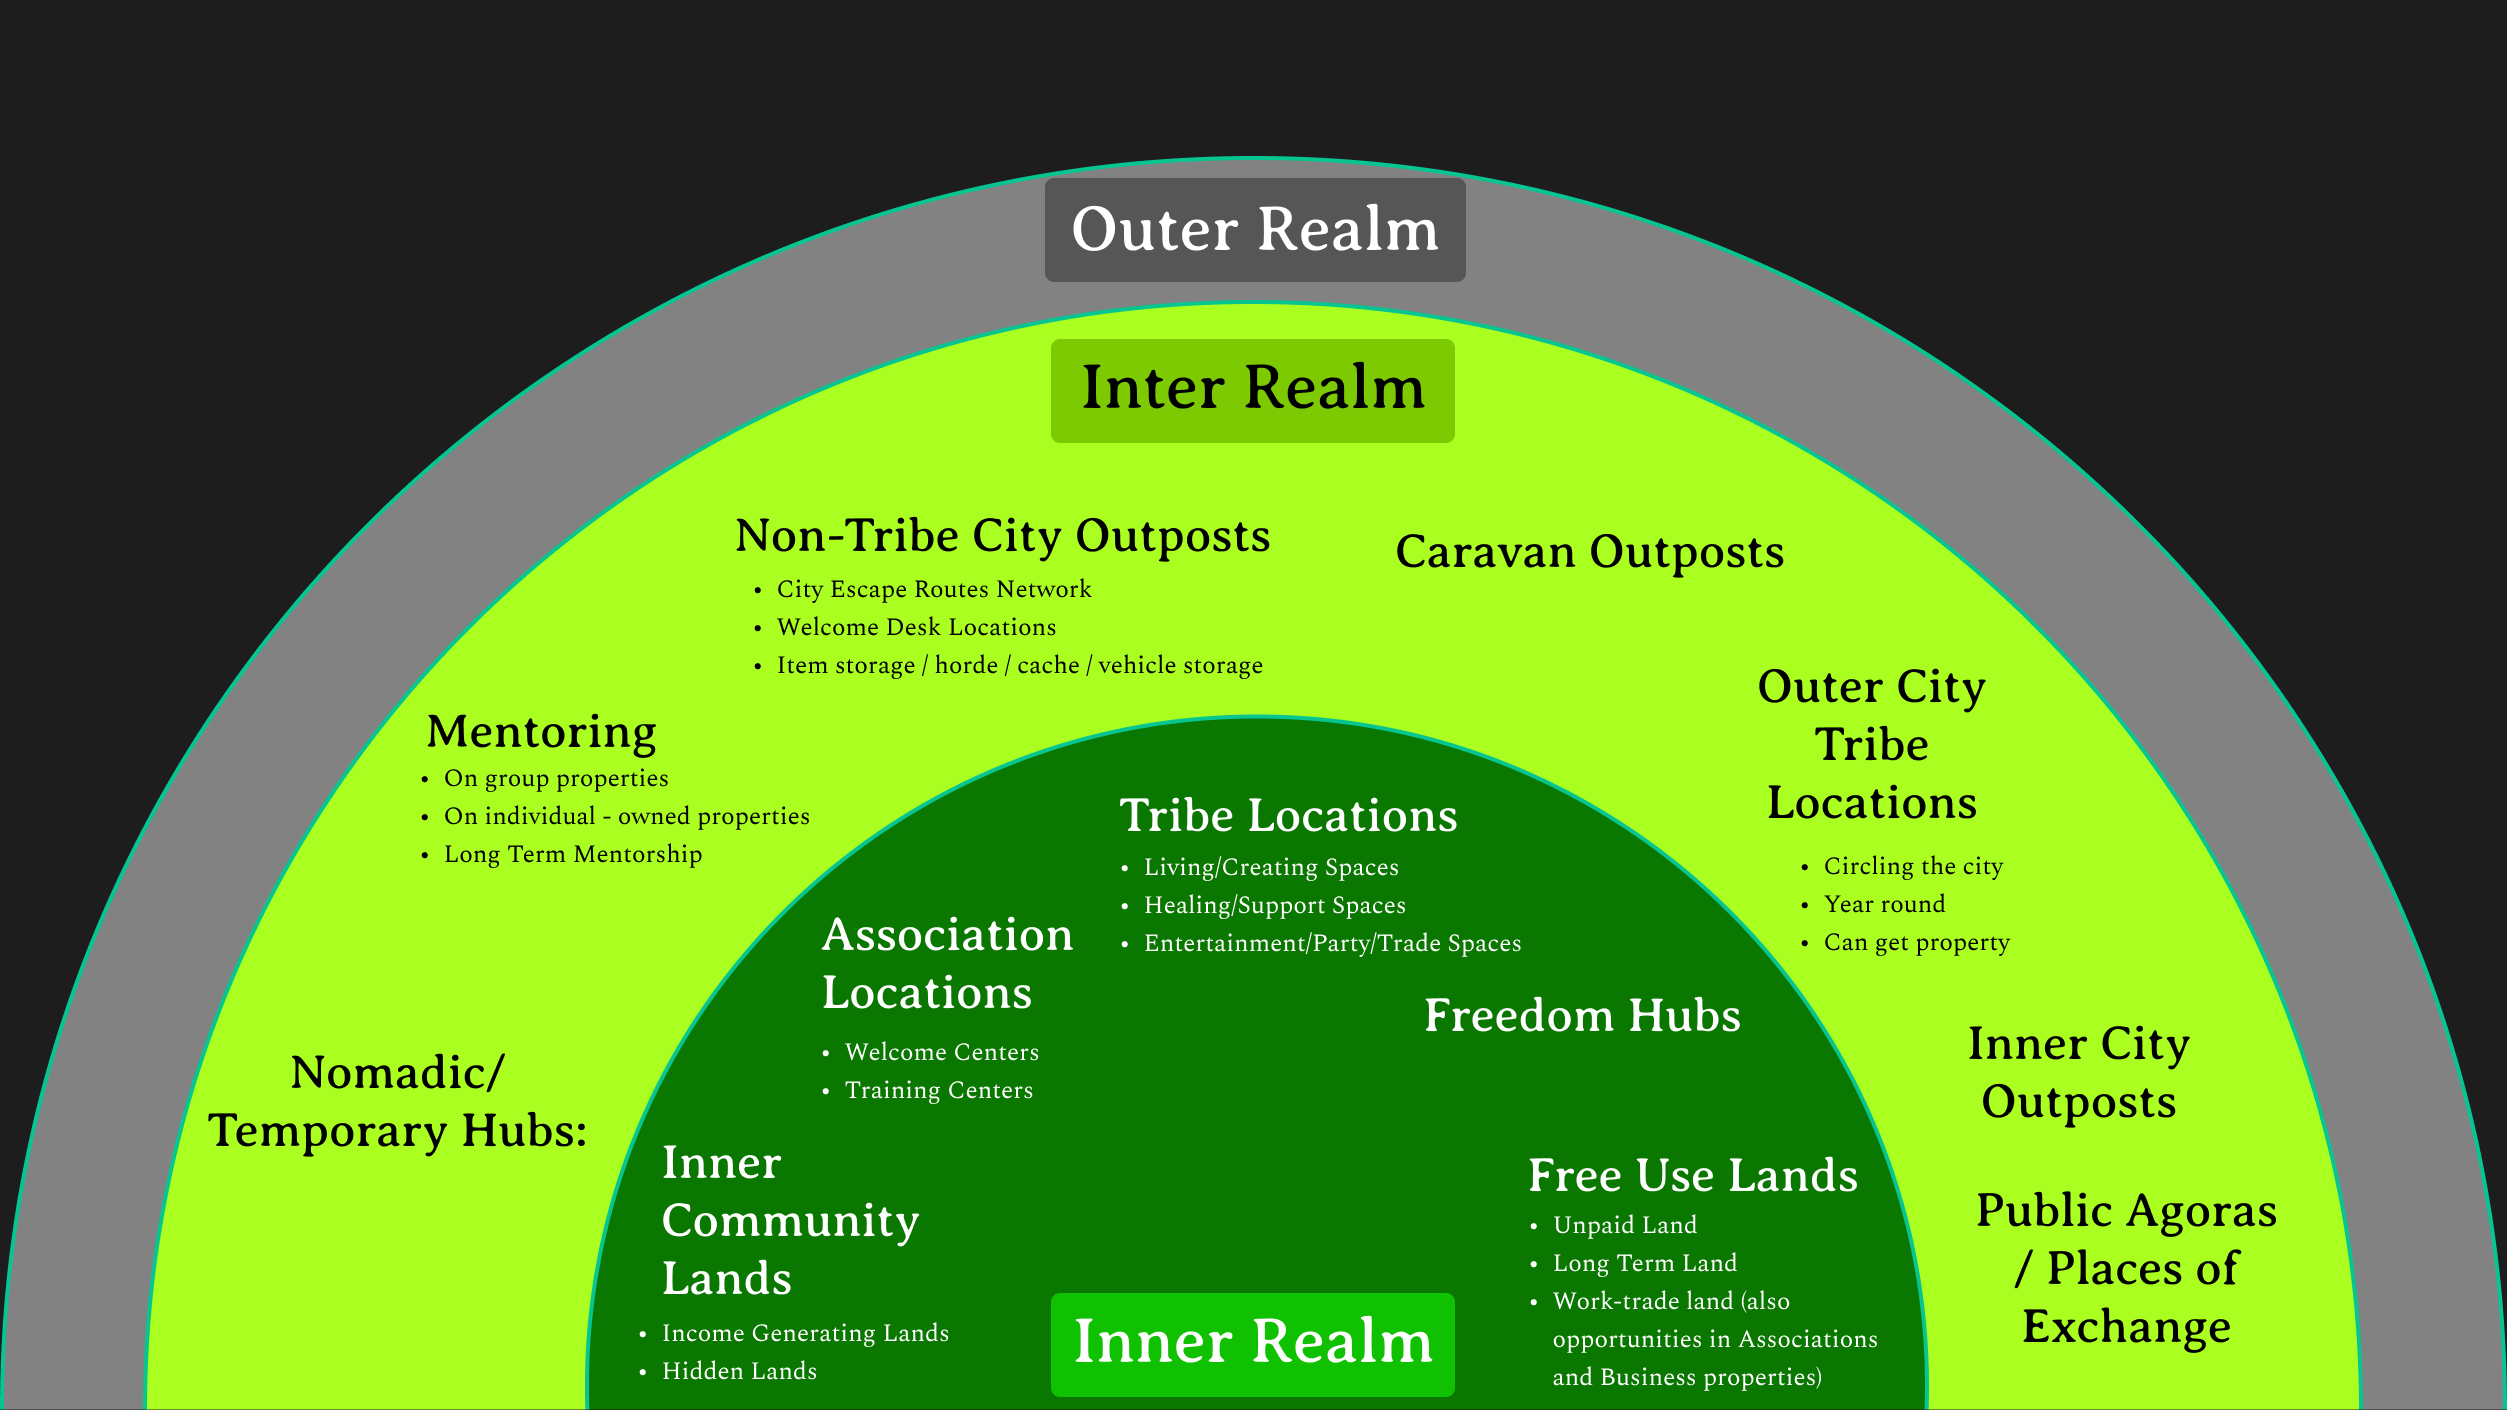 Outer Realm
Inter Realm
Non-Tribe City Outposts
• City Escape Routes Network
• Welcome Desk Locations
• Item storage / horde / cache / vehicle storage
Caravan Outposts
Mentoring
• On group properties
• On individual - owned properties
• Long Term Mentorship
Outer City
Tribe
Locations
• Circling the city
• Year round
• Can get property
Nomadic/
Temporary Hubs:
Inner City
Outposts
Public Agoras
/ Places of
Exchange
Tribe Locations
• Living/Creating Spaces
• Healing/Support Spaces
• Entertainment/Party/Trade Spaces
Association
Locations
• Welcome Centers
• Training Centers
Freedom Hubs
Inner
Community
Lands
• Income Generating Lands
• Hidden Lands
Free Use Lands
• Unpaid Land
• Long Term Land
• Work-trade land (also
opportunities in Associations
and Business properties)
Inner Realm